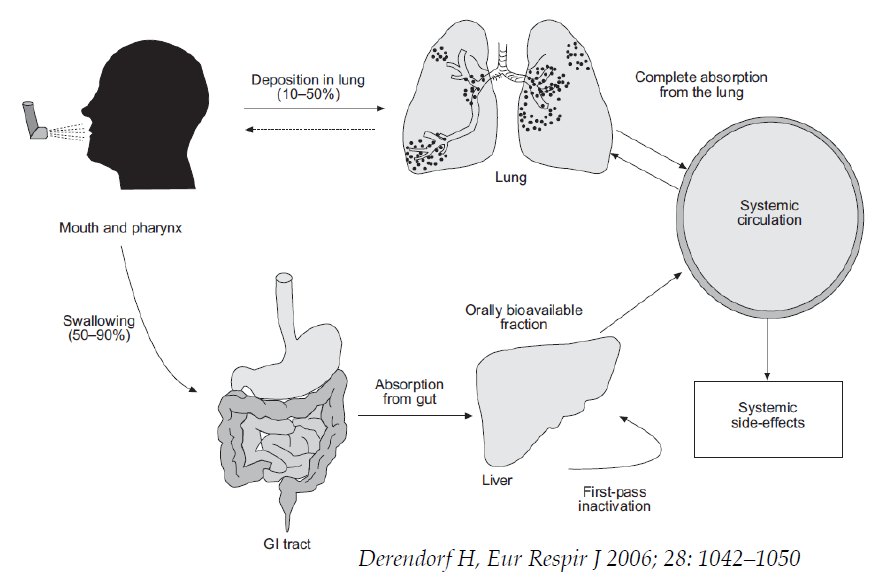 Deposition in lung
(10–50%)
Complete absorption
from the lung
Lung
Systemic
circulation
Mouth and pharynx
Swallowing
(50–90%)
Orally bioavailable
fraction
Absorption
from gut
Systemic
side-effects
Liver
First-pass
inactivation
GI tract
Derendorf H, Eur Respir J 2006; 28: 1042–1050